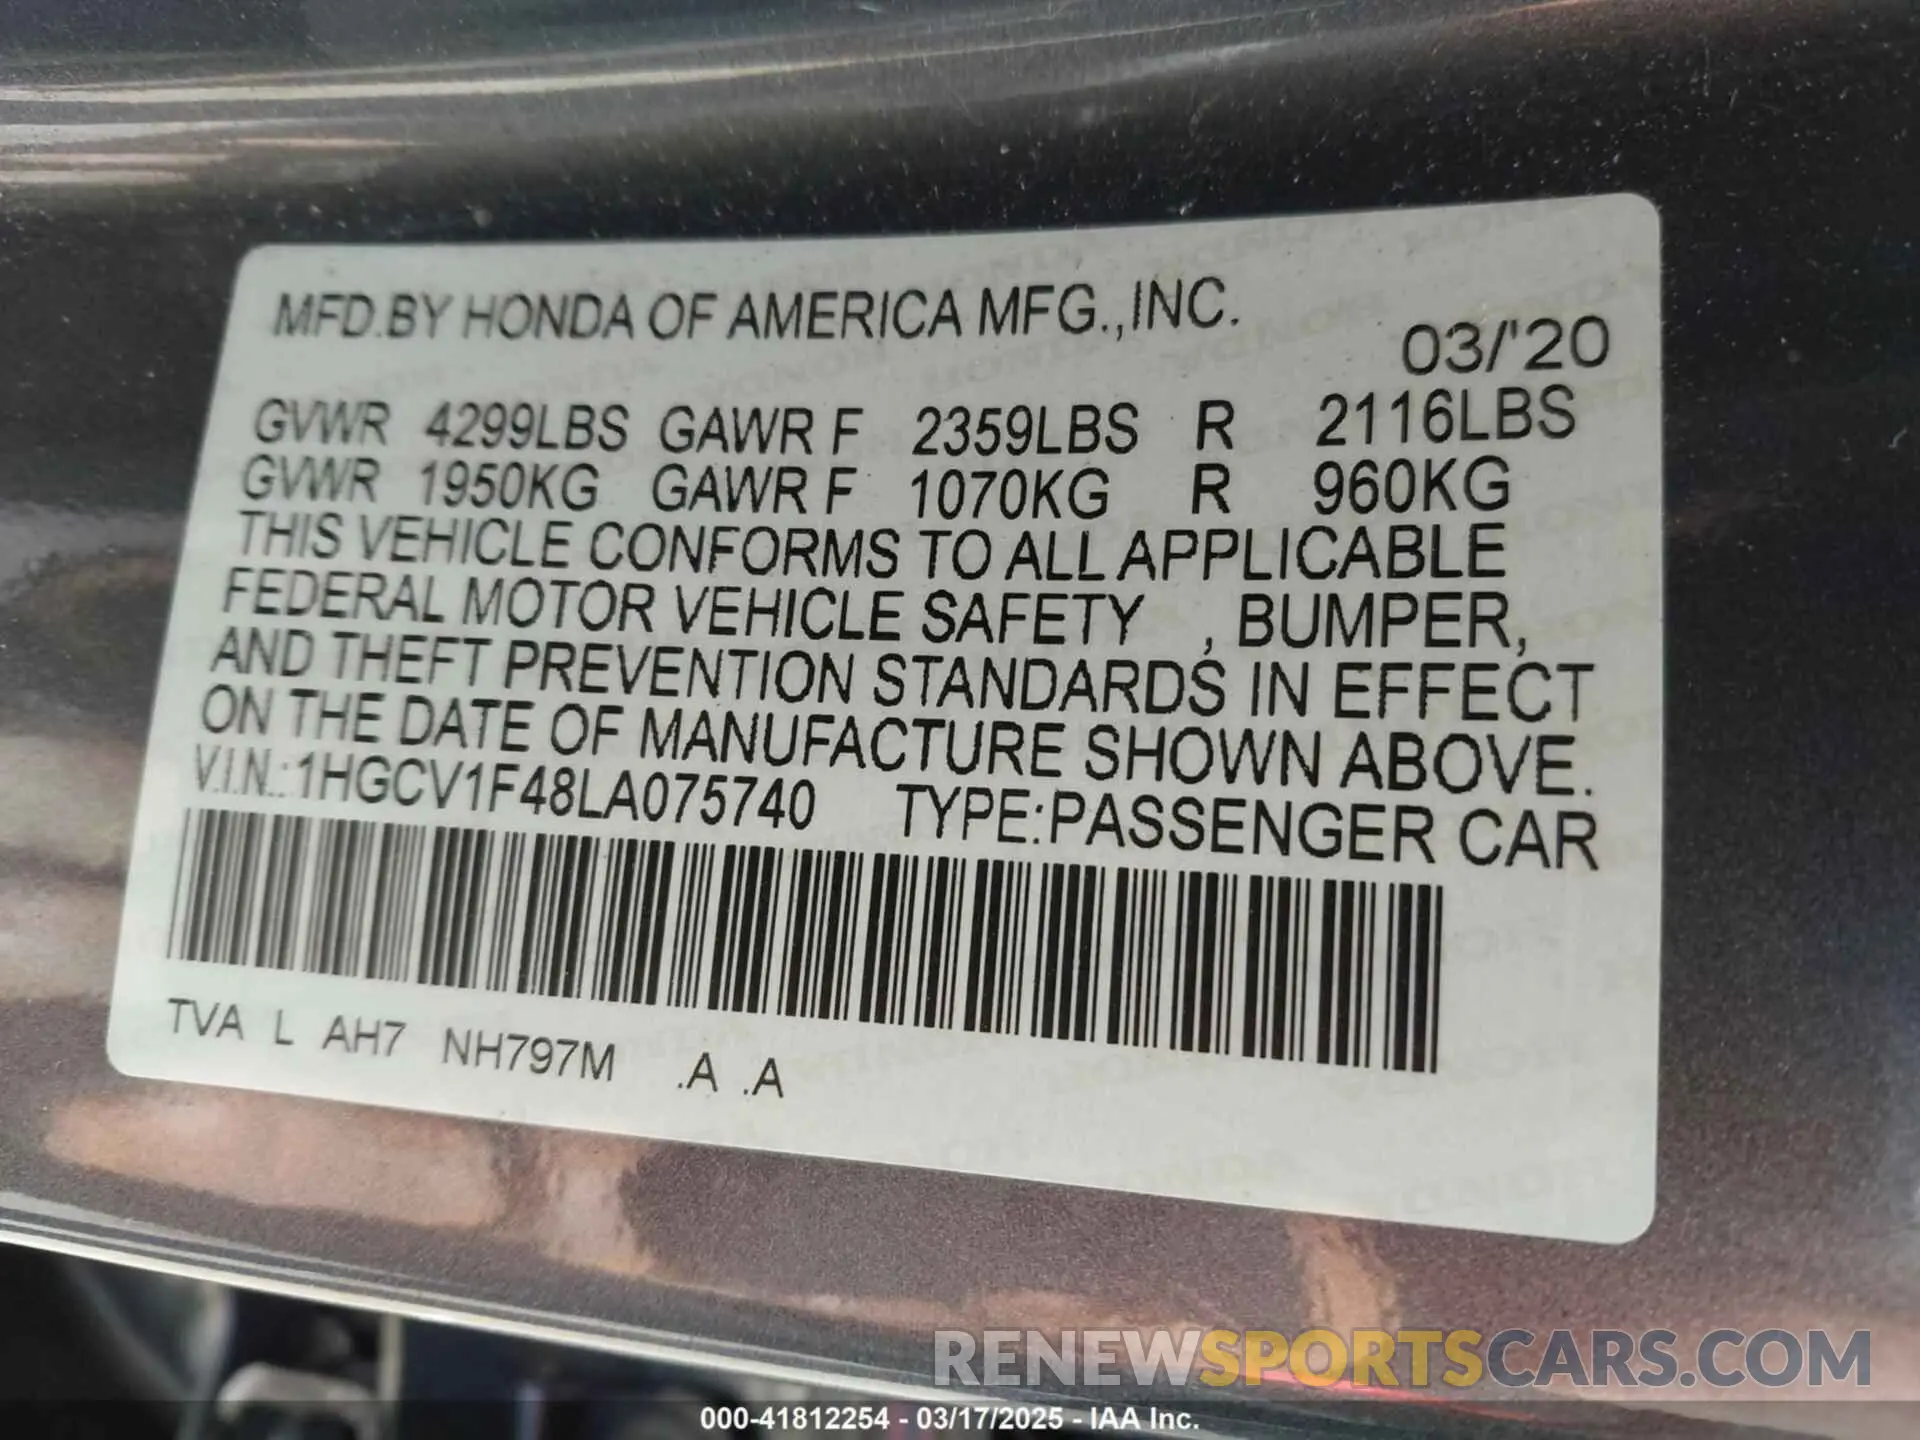 MFD.BY HONDA OF AMERICA MFG.,INC.
03/'20
GVWR 4299LBS GAWR F 2359LBS R 2116LBS
GVWR 1950KG GAWR F 1070KG R 960KG
THIS VEHICLE CONFORMS TO ALL APPLICABLE
FEDERAL MOTOR VEHICLE SAFETY , BUMPER,
AND THEFT PREVENTION STANDARDS IN EFFECT
ON THE DATE OF MANUFACTURE SHOWN ABOVE.
V.I.N.:1HGCV1F48LA075740 TYPE:PASSENGER CAR
TVA L AH7 NH797M .A .A
RENEWSPORTSCARS.COM
000-41812254 - 03/17/2025 - IAA Inc.